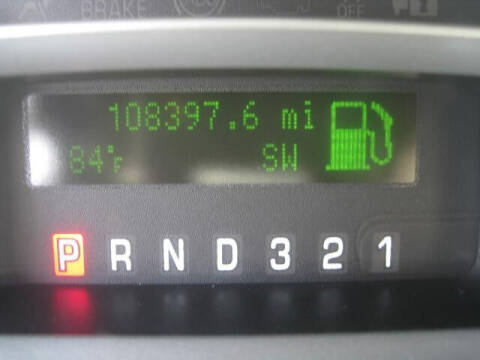 BRAKE OFF
108397.6 mi
84°F SW
P R N D 3 2 1